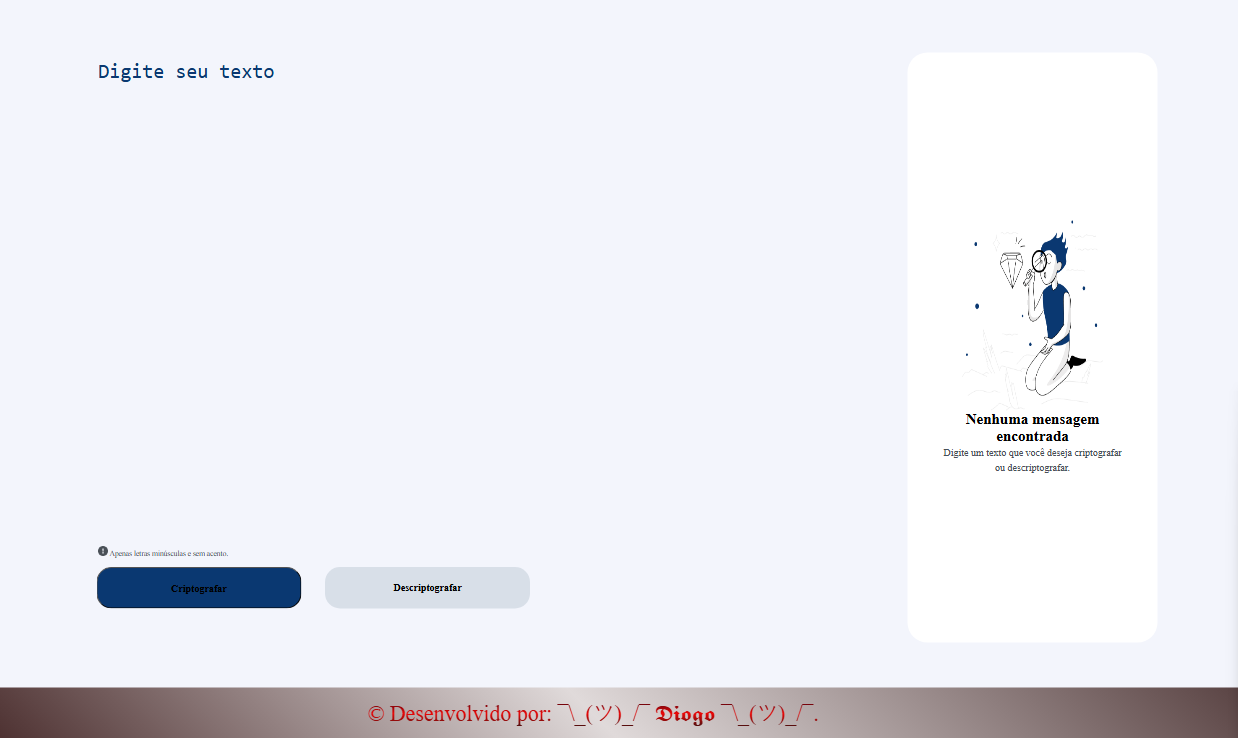 Digite seu texto
Nenhuma mensagem
encontrada
Digite um texto que você deseja criptografar
ou descriptografar.
Apenas letras minúsculas e sem acento.
Criptografar
Descriptografar
© Desenvolvido por: ¯\_(ツ)_/¯ 𝕯𝖎𝖔𝖌𝖔 ¯\_(ツ)_/¯.